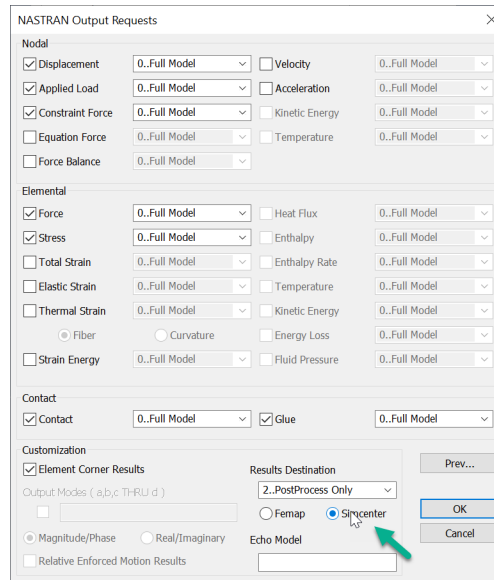 NASTRAN Output Requests
Nodal
Displacement 0..Full Model Velocity 0..Full Model
Applied Load 0..Full Model Acceleration 0..Full Model
Constraint Force 0..Full Model Kinetic Energy 0..Full Model
Equation Force 0..Full Model Temperature 0..Full Model
Force Balance 0..Full Model
Elemental
Force 0..Full Model Heat Flux 0..Full Model
Stress 0..Full Model Enthalpy 0..Full Model
Total Strain 0..Full Model Enthalpy Rate 0..Full Model
Elastic Strain 0..Full Model Temperature 0..Full Model
Thermal Strain 0..Full Model Kinetic Energy 0..Full Model
Fiber Curvature Energy Loss 0..Full Model
Strain Energy 0..Full Model Fluid Pressure 0..Full Model
Contact
Contact 0..Full Model Glue 0..Full Model
Customization
Element Corner Results Results Destination Prev...
Output Modes ( a,b,c THRU d ) 2..PostProcess Only
Femap Simcenter OK
Magnitude/Phase Real/Imaginary Echo Model Cancel
Relative Enforced Motion Results